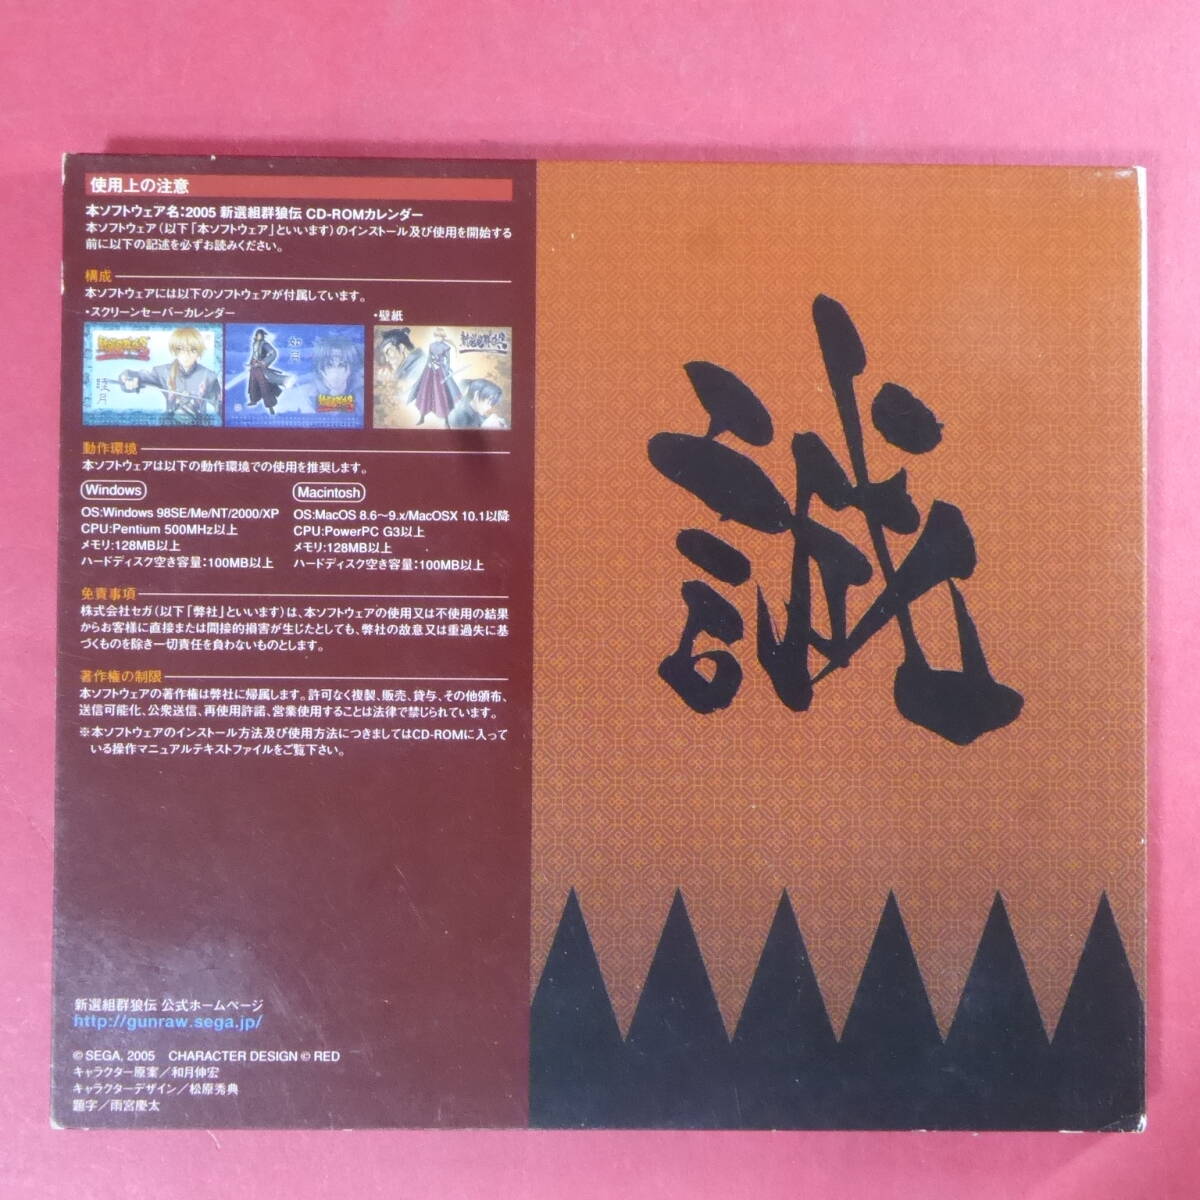 使用上の注意
本ソフトウェア名：2005 新選組群狼伝 CD-ROMカレンダー
本ソフトウェア（以下「本ソフトウェア」といいます）のインストール及び使用を開始する
前に以下の記述を必ずお読みください。
構成
本ソフトウェアには以下のソフトウェアが付属しています。
・スクリーンセーバーカレンダー
・壁紙
睦月
如月
新選組群狼伝
動作環境
本ソフトウェアは以下の動作環境での使用を推奨します。
Windows
OS:Windows 98SE/Me/NT/2000/XP
CPU:Pentium 500MHz以上
メモリ:128MB以上
ハードディスク空き容量：100MB以上
Macintosh
OS:MacOS 8.6〜9.x/MacOSX 10.1以降
CPU:PowerPC G3以上
メモリ:128MB以上
ハードディスク空き容量：100MB以上
免責事項
株式会社セガ（以下「弊社」といいます）は、本ソフトウェアの使用又は不使用の結果
からお客様に直接または間接的損害が生じたとしても、弊社の故意又は重過失に基
づくものを除き一切責任を負わないものとします。
著作権の制限
本ソフトウェアの著作権は弊社に帰属します。許可なく複製、販売、貸与、その他頒布、
送信可能化、公衆送信、再使用許諾、営業使用することは法律で禁じられています。
※本ソフトウェアのインストール方法及び使用方法につきましてはCD-ROMに入って
いる操作マニュアルテキストファイルをご覧下さい。
新選組群狼伝 公式ホームページ
http://gunraw.sega.jp/
© SEGA, 2005 CHARACTER DESIGN © RED
キャラクター原案／和月伸宏
キャラクターデザイン／松原秀典
題字／雨宮慶太
誠